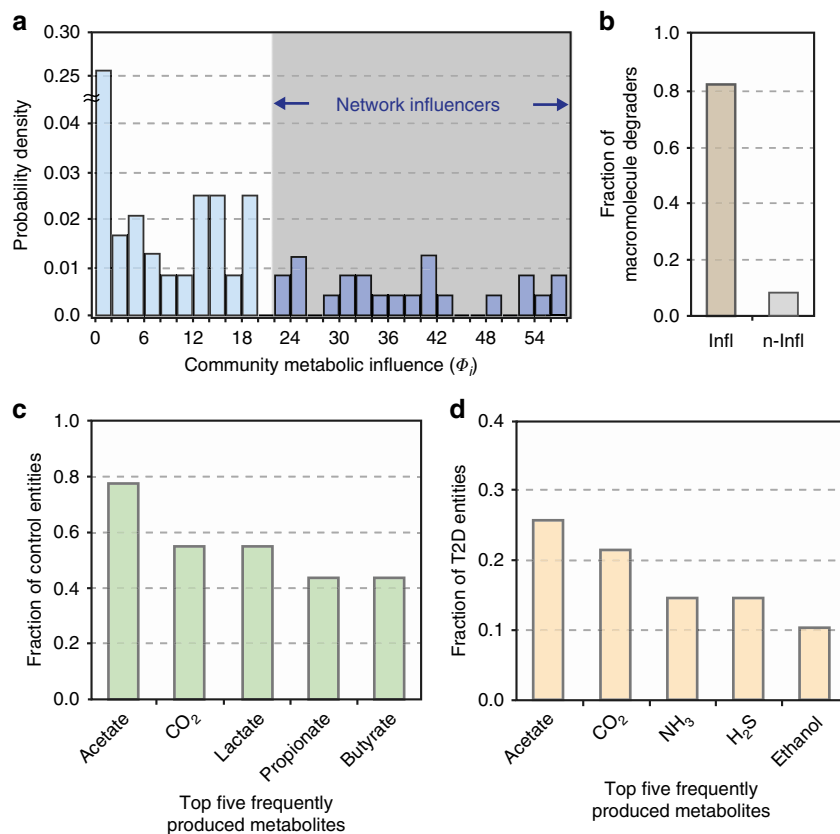 a
0.30
0.25
0.04
0.03
0.02
0.01
0.0
Probability density
Network influencers
0 6 12 18 24 30 36 42 48 54
Community metabolic influence (Φi)
b
1.0
0.8
0.6
0.4
0.2
0.0
Fraction of
macromolecule degraders
Infl n-Infl
c
1.0
0.8
0.6
0.4
0.2
0.0
Fraction of control entities
Acetate
CO2
Lactate
Propionate
Butyrate
Top five frequently
produced metabolites
d
0.4
0.3
0.2
0.1
0.0
Fraction of T2D entities
Acetate
CO2
NH3
H2S
Ethanol
Top five frequently
produced metabolites